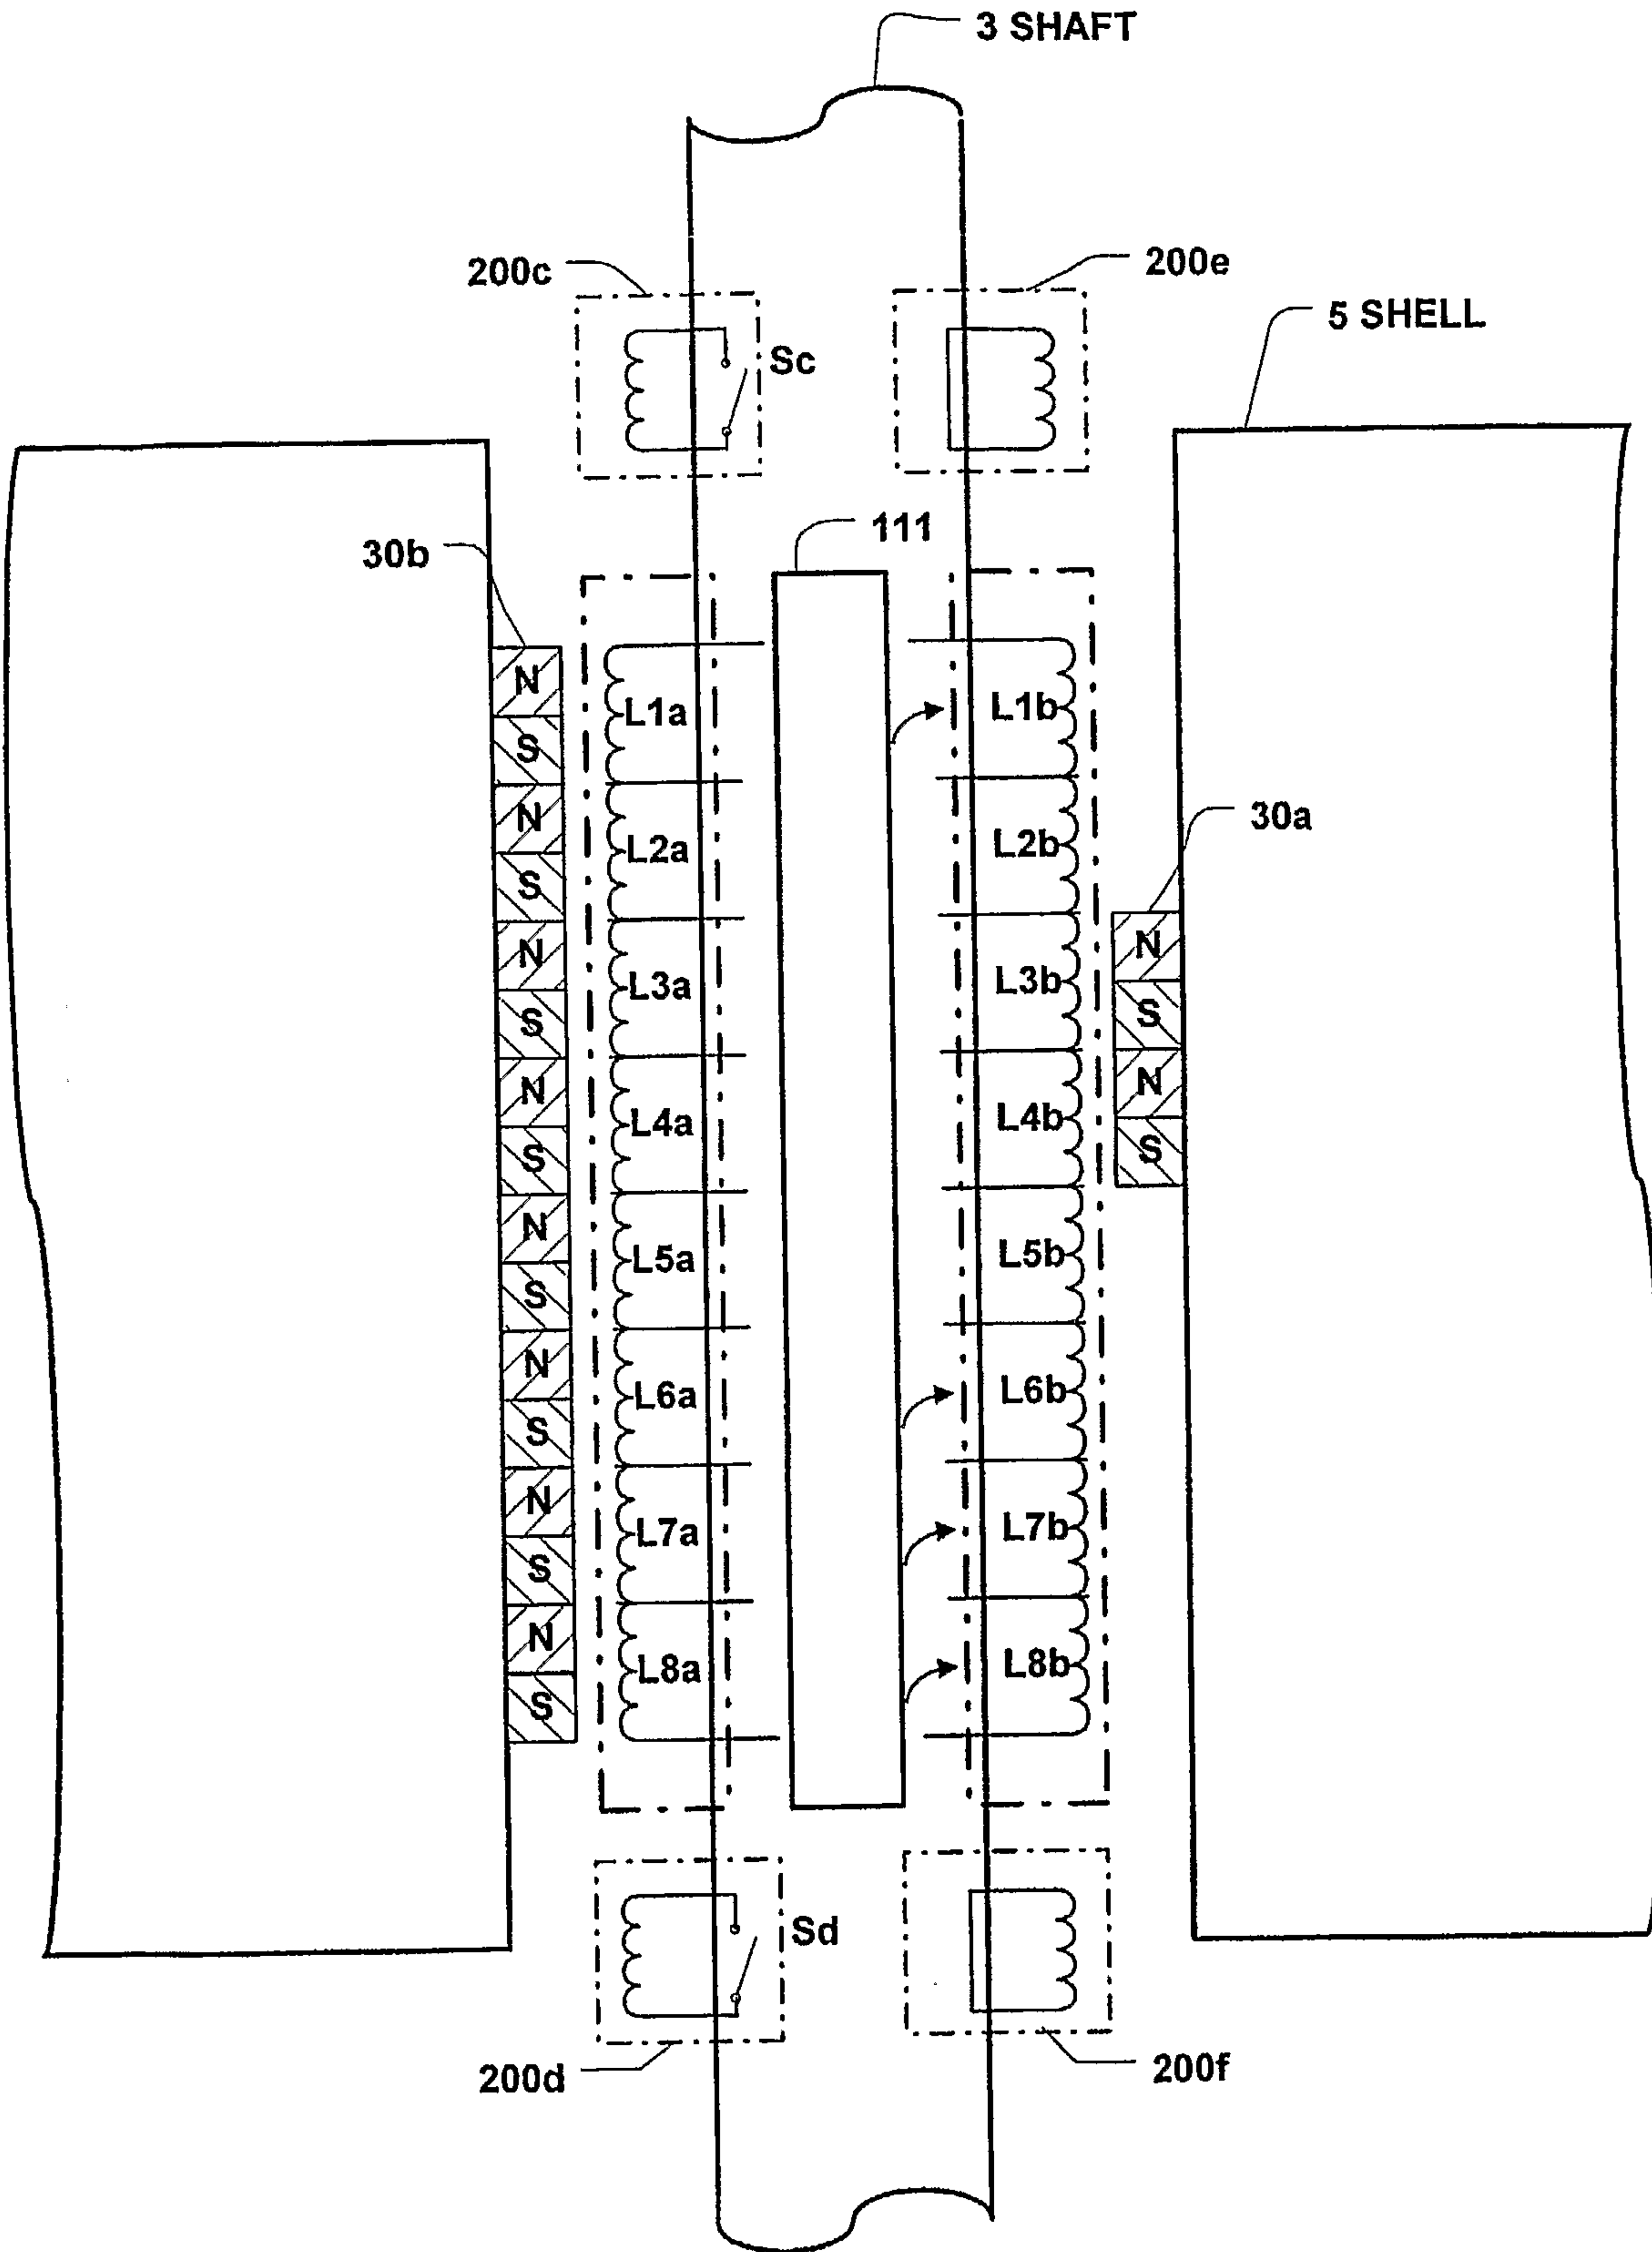 3 SHAFT
200c
200e
5 SHELL
Sc
111
30b
N
S
N
S
N
S
N
S
N
S
N
S
N
S
N
S
L1a
L2a
L3a
L4a
L5a
L6a
L7a
L8a
L1b
L2b
L3b
L4b
L5b
L6b
L7b
L8b
30a
N
S
N
S
Sd
200d
200f